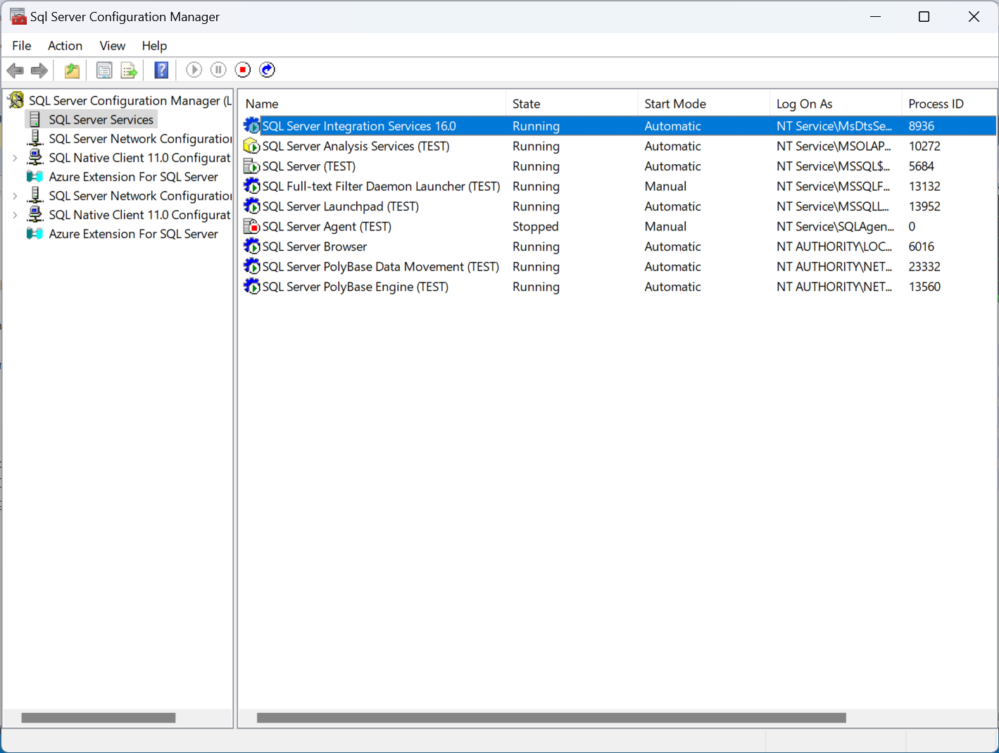 Sql Server Configuration Manager
File Action View Help
SQL Server Configuration Manager (L
SQL Server Services
SQL Server Network Configuration
SQL Native Client 11.0 Configurat
Azure Extension For SQL Server
SQL Server Network Configuration
SQL Native Client 11.0 Configurat
Azure Extension For SQL Server
Name State Start Mode Log On As Process ID
SQL Server Integration Services 16.0 Running Automatic NT Service\MsDtsSe... 8936
SQL Server Analysis Services (TEST) Running Automatic NT Service\MSOLAP... 10272
SQL Server (TEST) Running Automatic NT Service\MSSQL$... 5684
SQL Full-text Filter Daemon Launcher (TEST) Running Manual NT Service\MSSQLF... 13132
SQL Server Launchpad (TEST) Running Automatic NT Service\MSSQLL... 13952
SQL Server Agent (TEST) Stopped Manual NT Service\SQLAgen... 0
SQL Server Browser Running Automatic NT AUTHORITY\LOC... 6016
SQL Server PolyBase Data Movement (TEST) Running Automatic NT AUTHORITY\NET... 23332
SQL Server PolyBase Engine (TEST) Running Automatic NT AUTHORITY\NET... 13560